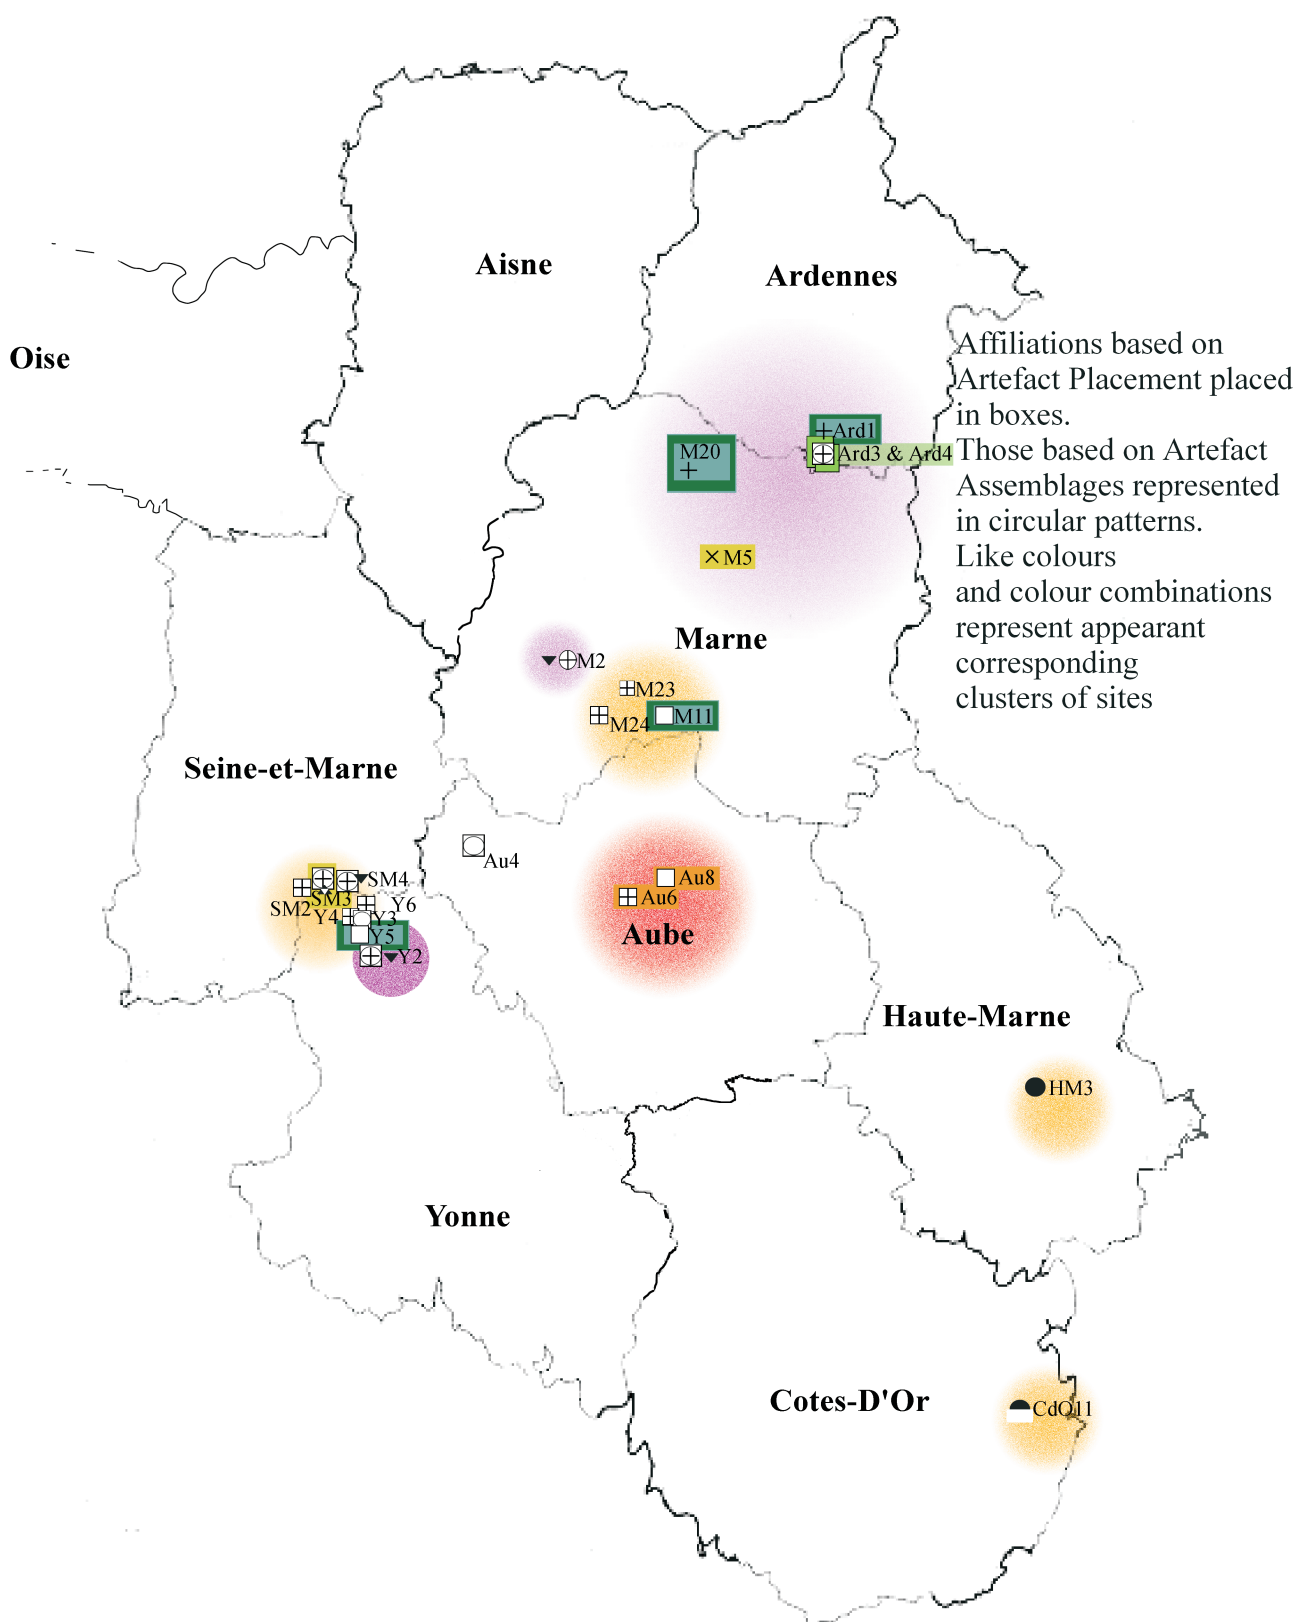 Aisne
Ardennes
Oise
Affiliations based on
Artefact Placement placed
in boxes.
Those based on Artefact
Assemblages represented
in circular patterns.
Like colours
and colour combinations
represent appearant
corresponding
clusters of sites
Ard1
M20
Ard3 & Ard4
M5
Marne
M2
M23
M24
M11
Seine-et-Marne
Au4
SM4
SM3
SM2
Y6
Y4
Y3
Y5
Y2
Au8
Au6
Aube
Haute-Marne
HM3
Yonne
Cotes-D'Or
CdO11